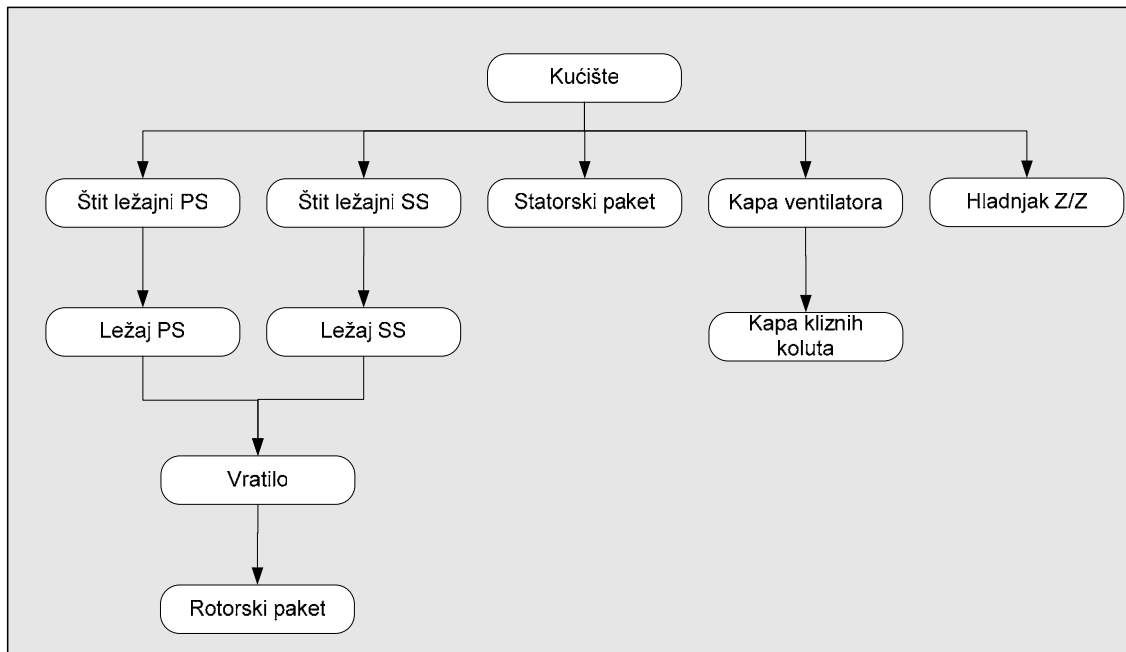 Kućište
Štit ležajni PS
Štit ležajni SS
Statorski paket
Kapa ventilatora
Hladnjak Z/Z
Ležaj PS
Ležaj SS
Kapa kliznih
koluta
Vratilo
Rotorski paket